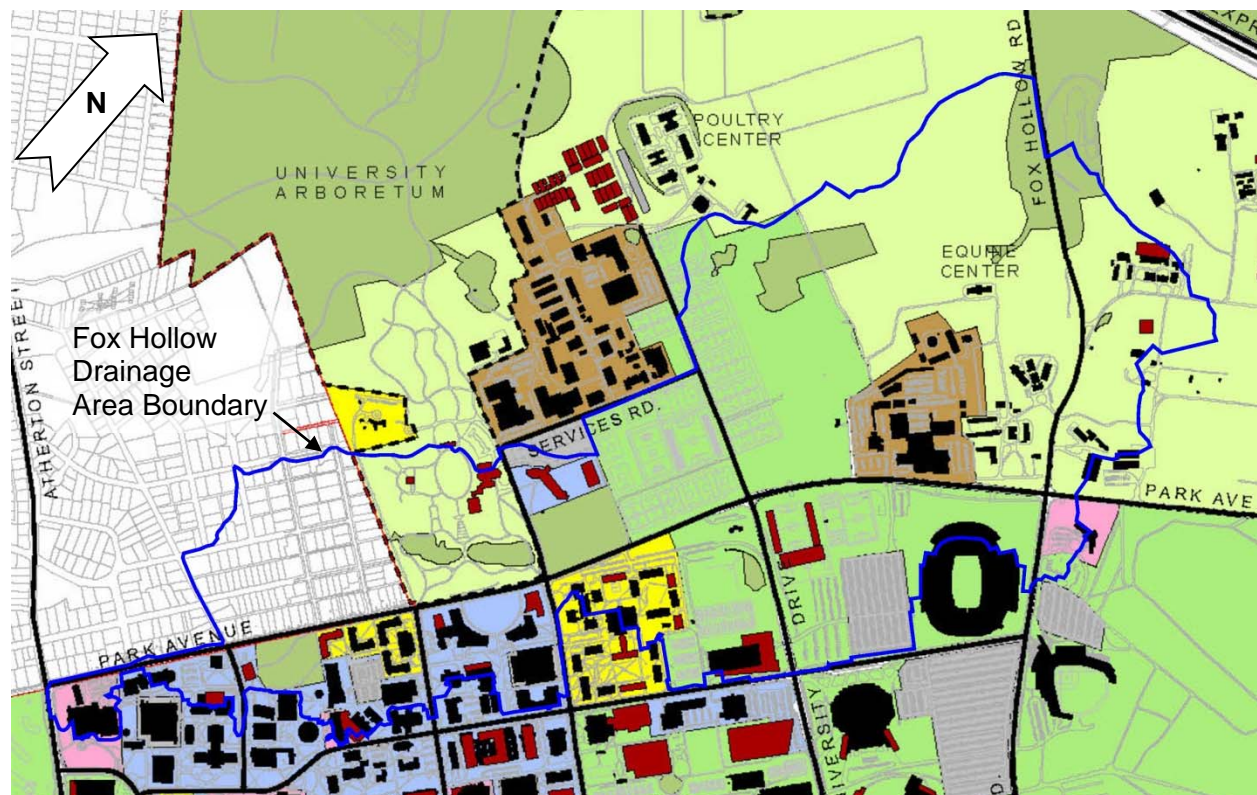 EXPR
N
FOX HOLLOW RD
POULTRY
CENTER
UNIVERSITY
ARBORETUM
EQUINE
CENTER
ATHERTON STREET
Fox Hollow
Drainage
Area Boundary
SERVICES RD.
PARK AVE
DRIV
PARK AVENUE
UNIVERSITY
D.